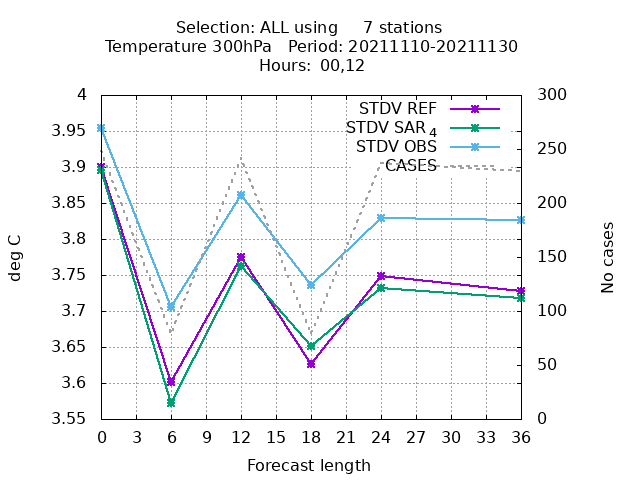 Selection: ALL using     7 stations
Temperature 300hPa   Period: 20211110-20211130
Hours:  00,12
4
3.95
3.9
3.85
3.8
3.75
3.7
3.65
3.6
3.55
deg C
STDV REF
STDV SAR 4
STDV OBS
CASES
300
250
200
150
100
50
0
No cases
0 3 6 9 12 15 18 21 24 27 30 33 36
Forecast length